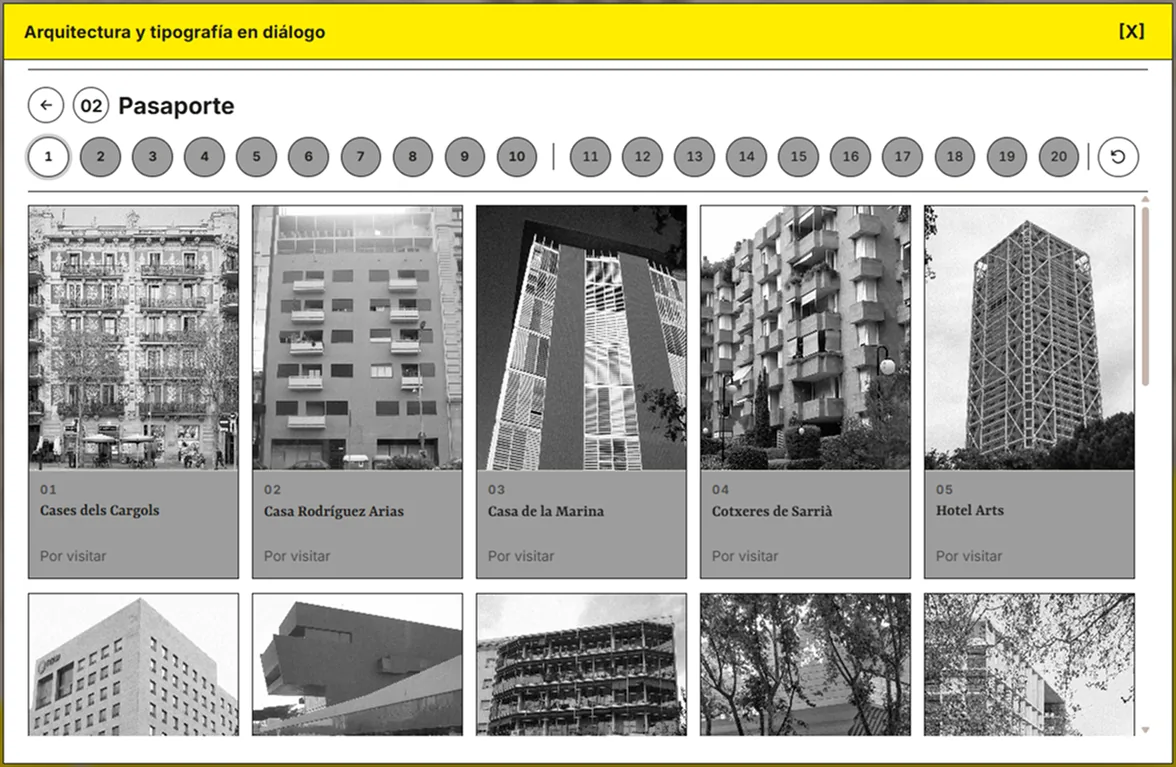 Arquitectura y tipografía en diálogo [X]
← 02 Pasaporte
1 2 3 4 5 6 7 8 9 10 | 11 12 13 14 15 16 17 18 19 20 |
01
Cases dels Cargols
Por visitar
02
Casa Rodríguez Arias
Por visitar
03
Casa de la Marina
Por visitar
04
Cotxeres de Sarrià
Por visitar
05
Hotel Arts
Por visitar